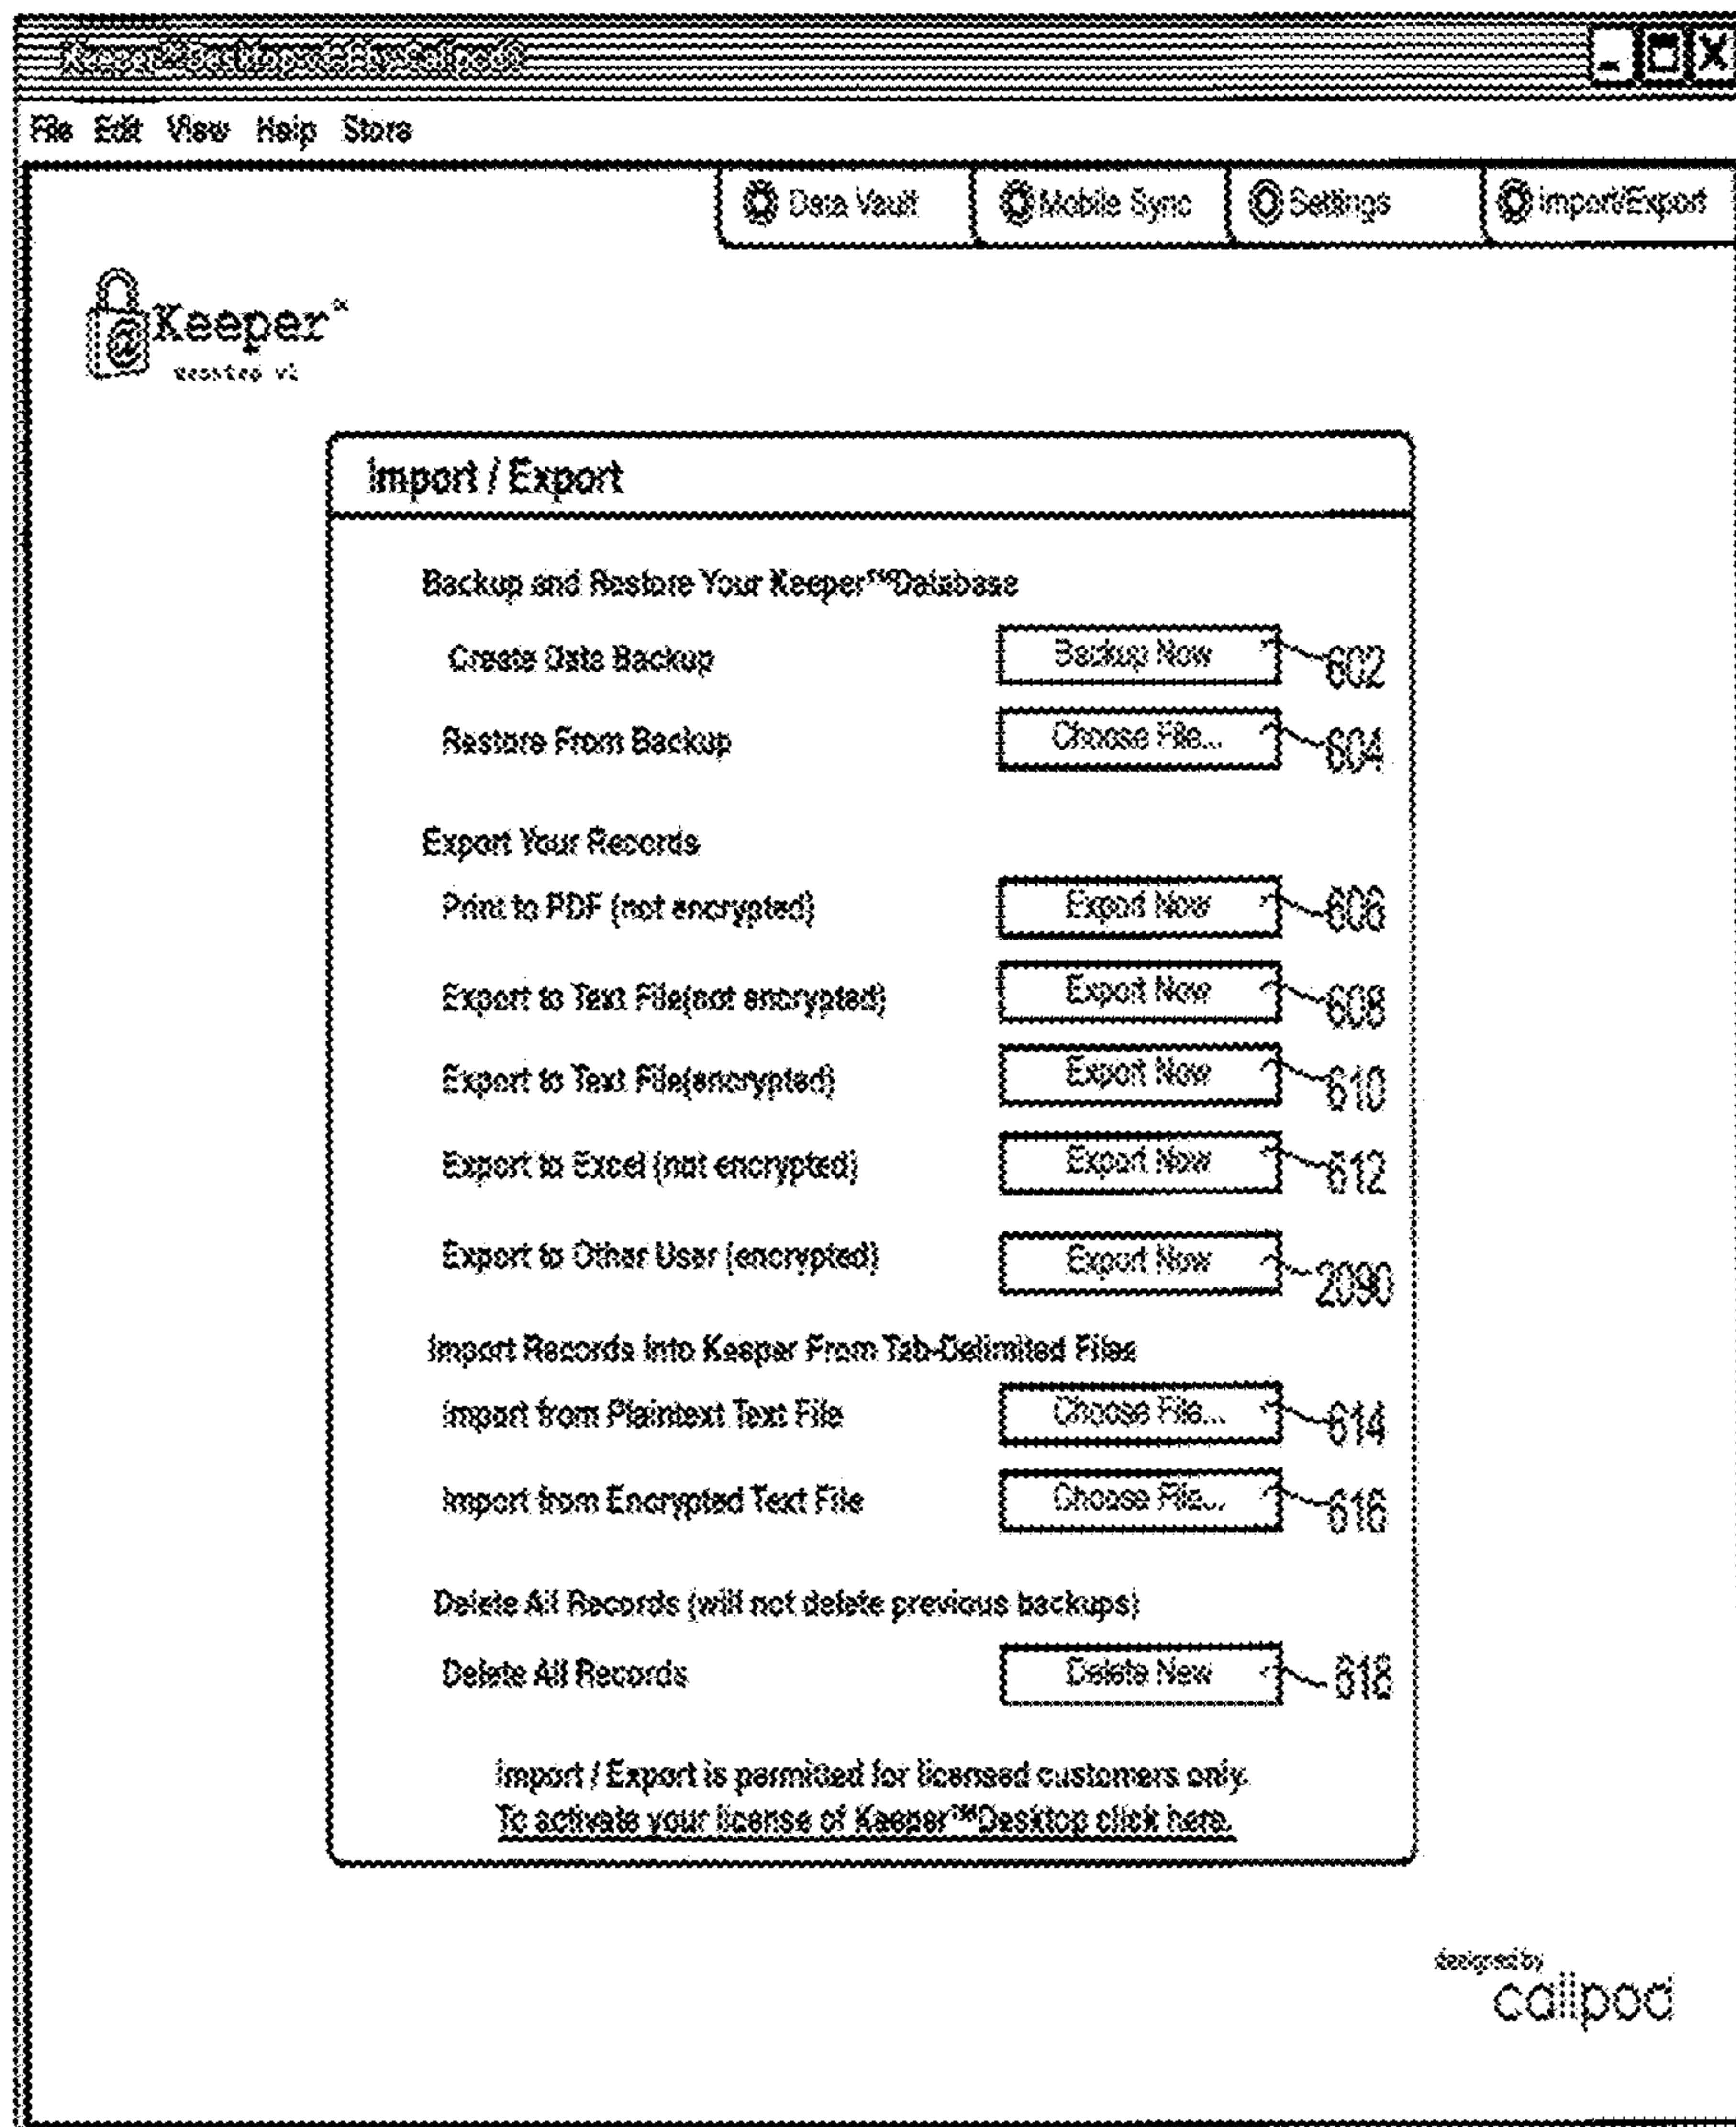 File Edit View Help Store
Data Vault Mobile Sync Settings Import/Export
Keeper
Import / Export
Backup and Restore Your Keeper™Database
Create Data Backup Backup Now 602
Restore From Backup Choose File... 604
Export Your Records
Print to PDF (not encrypted) Export Now 606
Export to Text File(not encrypted) Export Now 608
Export to Text File(encrypted) Export Now 610
Export to Excel (not encrypted) Export Now 612
Export to Other User (encrypted) Export Now 2090
Import Records Into Keeper From Tab-Delimited Files
Import from Plaintext Text File Choose File... 614
Import from Encrypted Text File Choose File... 616
Delete All Records (will not delete previous backups)
Delete All Records Delete New 618
Import / Export is permitted for licensed customers only.
To activate your license of Keeper™Desktop click here.
designed by
callpod